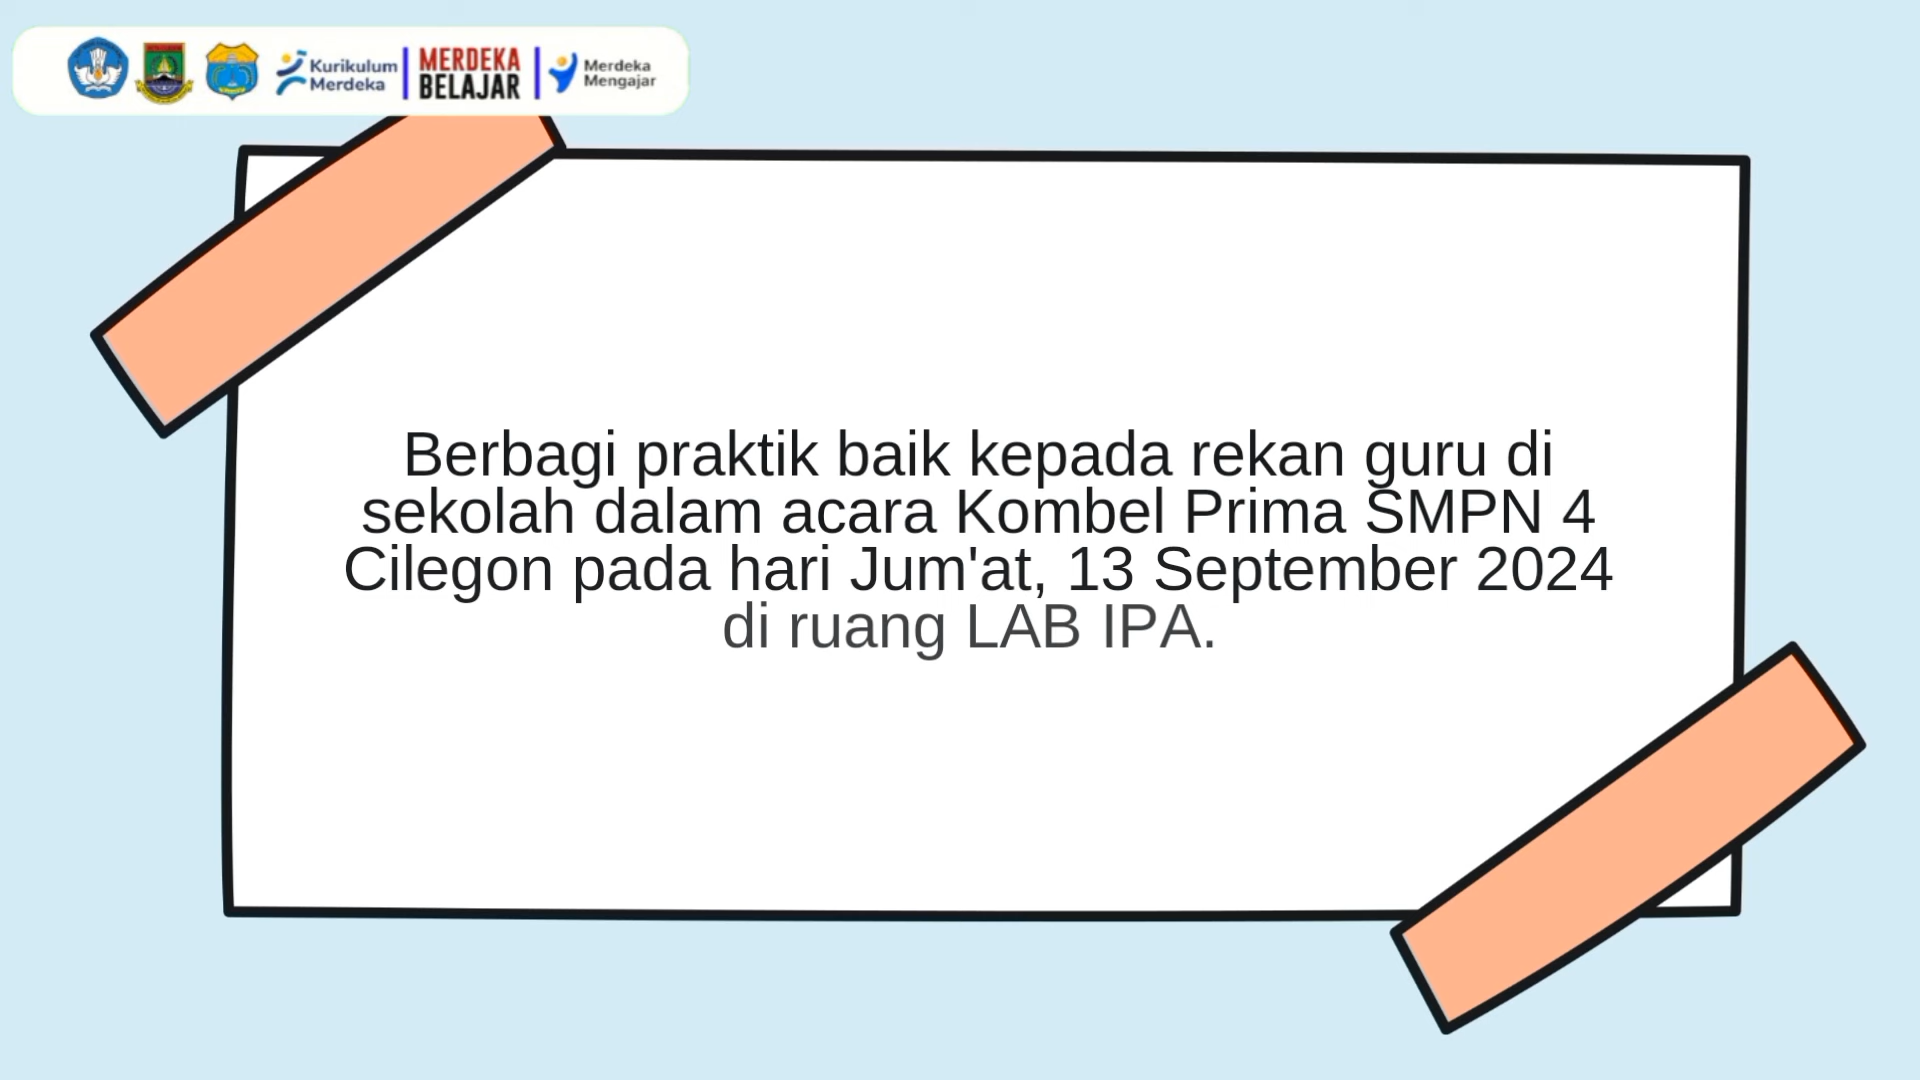 Kurikulum
Merdeka
MERDEKA
BELAJAR
Merdeka
Mengajar
Berbagi praktik baik kepada rekan guru di
sekolah dalam acara Kombel Prima SMPN 4
Cilegon pada hari Jum'at, 13 September 2024
di ruang LAB IPA.